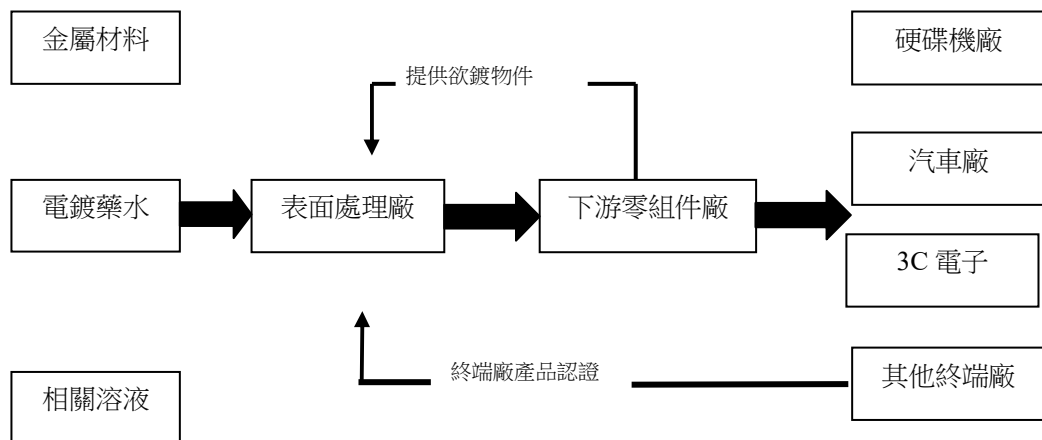 金屬材料
硬碟機廠
提供欲鍍物件
汽車廠
電鍍藥水
表面處理廠
下游零組件廠
3C 電子
終端廠產品認證
其他終端廠
相關溶液